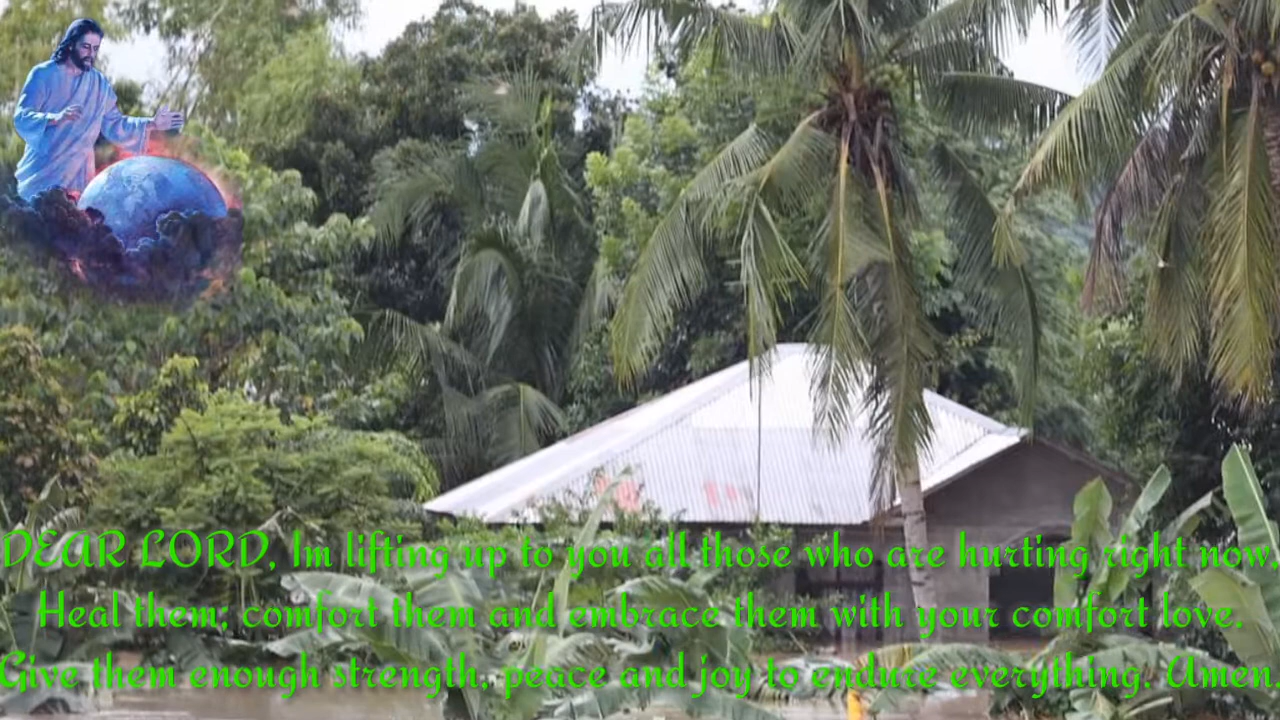 DEAR LORD, Im lifting up to you all those who are hurting right now,
Heal them; comfort them and embrace them with your comfort love.
Give them enough strength, peace and joy to endure everything. Amen.